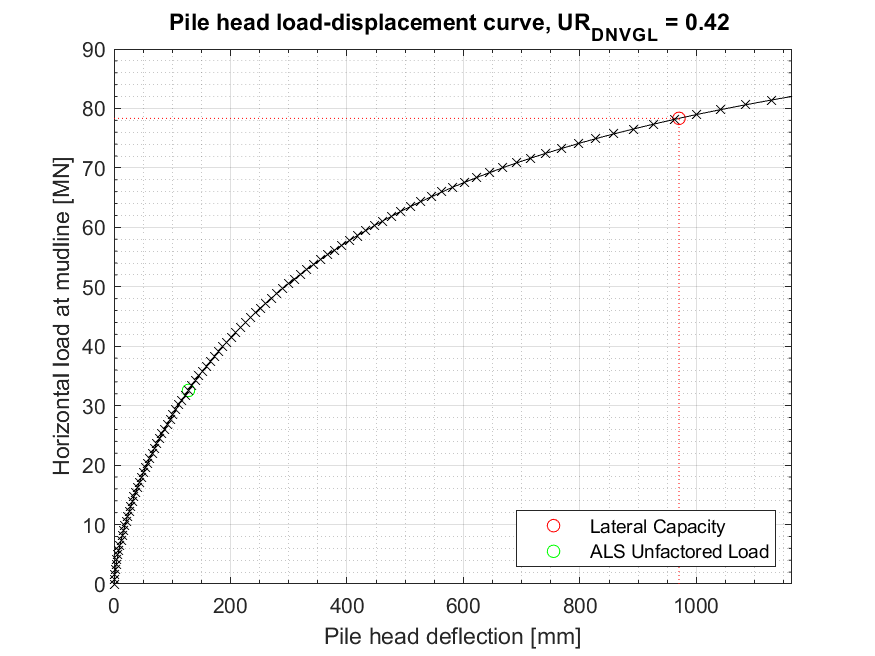 Pile head load-displacement curve, UR_DNVGL = 0.42
Horizontal load at mudline [MN]
90
80
70
60
50
40
30
20
10
0
0 200 400 600 800 1000
Pile head deflection [mm]
Lateral Capacity
ALS Unfactored Load